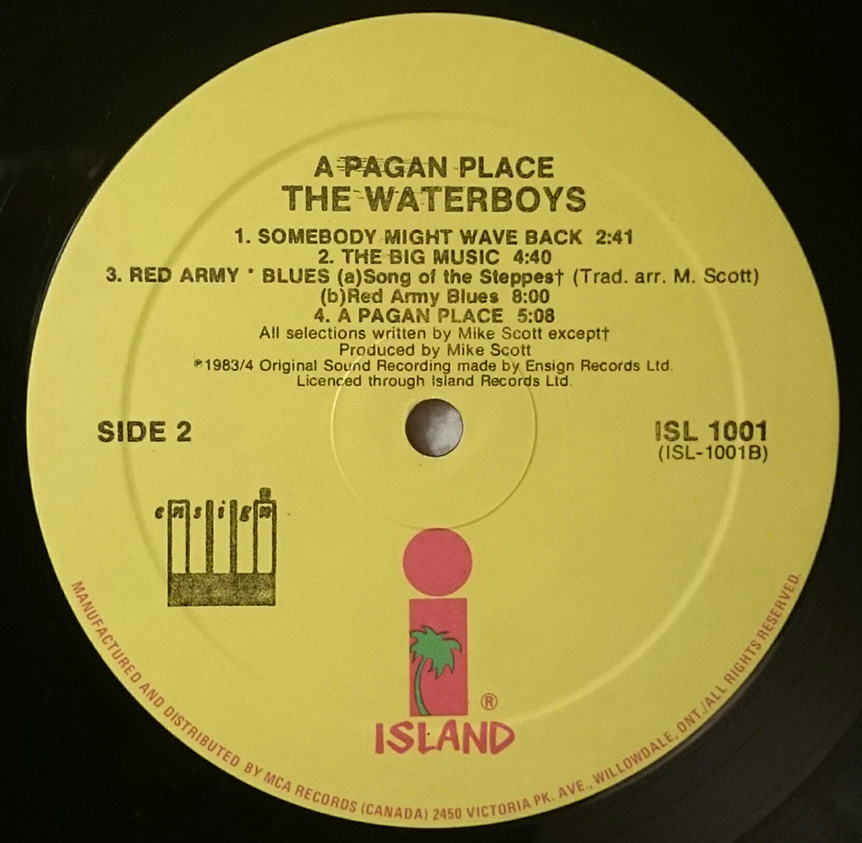 A PAGAN PLACE
THE WATERBOYS
1. SOMEBODY MIGHT WAVE BACK 2:41
2. THE BIG MUSIC 4:40
3. RED ARMY * BLUES (a)Song of the Steppes† (Trad. arr. M. Scott)
(b)Red Army Blues 8:00
4. A PAGAN PLACE 5:08
All selections written by Mike Scott except†
Produced by Mike Scott
℗1983/4 Original Sound Recording made by Ensign Records Ltd.
Licenced through Island Records Ltd.
SIDE 2
ISL 1001
(ISL-1001B)
ensign
®
ISLAND
MANUFACTURED AND DISTRIBUTED BY MCA RECORDS (CANADA) 2450 VICTORIA PK. AVE., WILLOWDALE, ONT./ALL RIGHTS RESERVED.